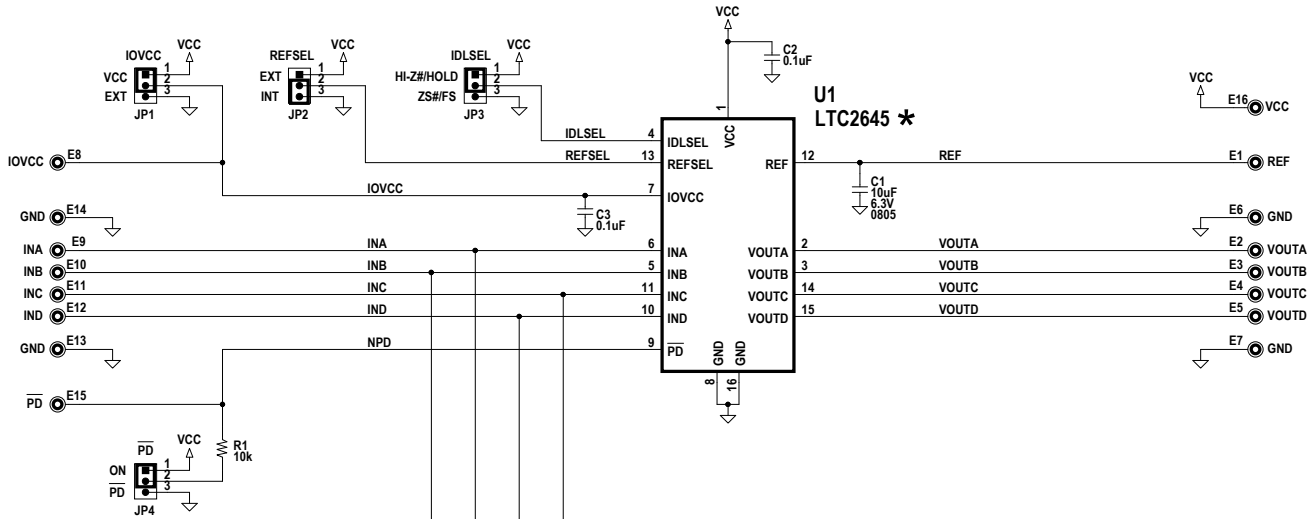 VCC
IOVCC
VCC
VCC
EXT
1
2
3
JP1
REFSEL
VCC
EXT
INT
1
2
3
JP2
IDLSEL
VCC
HI-Z#/HOLD
ZS#/FS
1
2
3
JP3
C2
0.1uF
U1
LTC2645 *
VCC
E16
VCC
1
VCC
IDLSEL
4
IDLSEL
REFSEL
13
REFSEL
IOVCC
E8
IOVCC
7
IOVCC
C3
0.1uF
REF
12
REF
E1
REF
C1
10uF
6.3V
0805
GND
E14
E6
GND
INA
E9
INA
6
INA
VOUTA
2
VOUTA
E2
VOUTA
INB
E10
INB
5
INB
VOUTB
3
VOUTB
E3
VOUTB
INC
E11
INC
11
INC
VOUTC
14
VOUTC
E4
VOUTC
IND
E12
IND
10
IND
VOUTD
15
VOUTD
E5
VOUTD
GND
E13
NPD
9
PD
GND
GND
8
16
E7
GND
PD
E15
R1
10k
PD
VCC
ON
PD
1
2
3
JP4